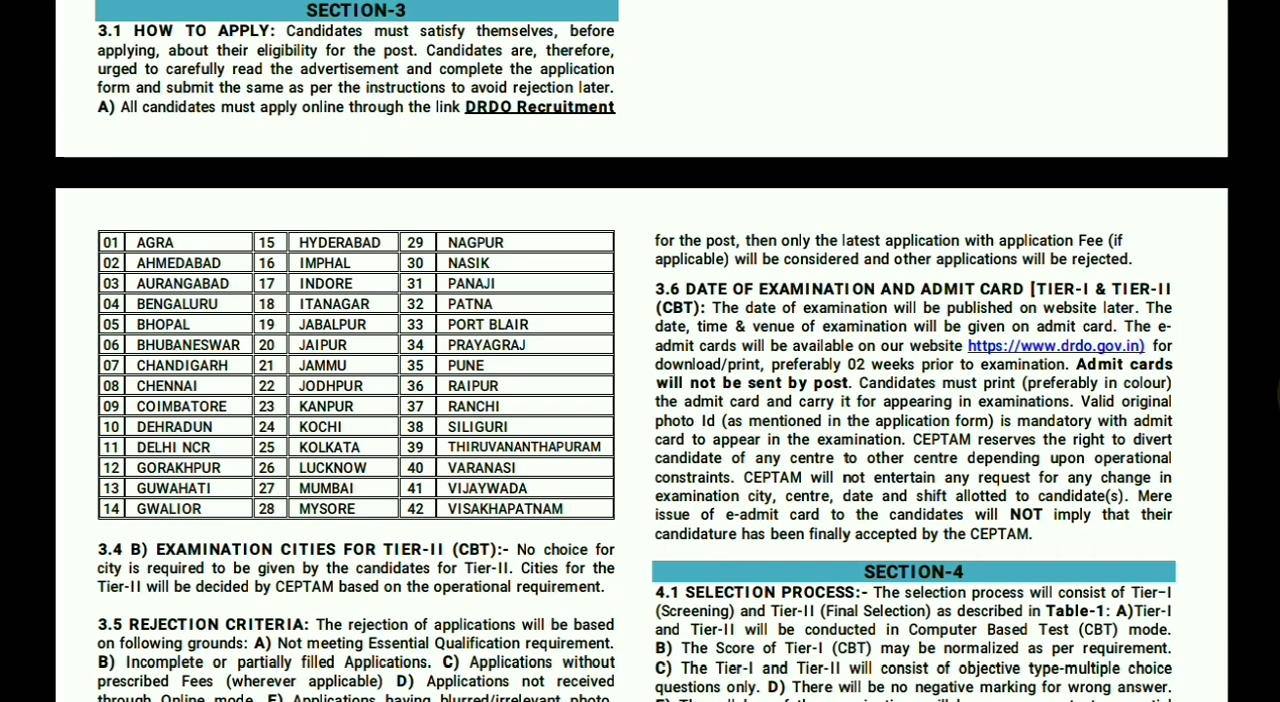 SECTION-3
3.1 HOW TO APPLY: Candidates must satisfy themselves, before
applying, about their eligibility for the post. Candidates are, therefore,
urged to carefully read the advertisement and complete the application
form and submit the same as per the instructions to avoid rejection later.
A) All candidates must apply online through the link DRDO Recruitment
01 AGRA 15 HYDERABAD 29 NAGPUR
02 AHMEDABAD 16 IMPHAL 30 NASIK
03 AURANGABAD 17 INDORE 31 PANAJI
04 BENGALURU 18 ITANAGAR 32 PATNA
05 BHOPAL 19 JABALPUR 33 PORT BLAIR
06 BHUBANESWAR 20 JAIPUR 34 PRAYAGRAJ
07 CHANDIGARH 21 JAMMU 35 PUNE
08 CHENNAI 22 JODHPUR 36 RAIPUR
09 COIMBATORE 23 KANPUR 37 RANCHI
10 DEHRADUN 24 KOCHI 38 SILIGURI
11 DELHI NCR 25 KOLKATA 39 THIRUVANANTHAPURAM
12 GORAKHPUR 26 LUCKNOW 40 VARANASI
13 GUWAHATI 27 MUMBAI 41 VIJAYWADA
14 GWALIOR 28 MYSORE 42 VISAKHAPATNAM
3.4 B) EXAMINATION CITIES FOR TIER-II (CBT):- No choice for
city is required to be given by the candidates for Tier-II. Cities for the
Tier-II will be decided by CEPTAM based on the operational requirement.
3.5 REJECTION CRITERIA: The rejection of applications will be based
on following grounds: A) Not meeting Essential Qualification requirement.
B) Incomplete or partially filled Applications. C) Applications without
prescribed Fees (wherever applicable) D) Applications not received
through Online mode. E) Applications having blurred/irrelevant photo,
for the post, then only the latest application with application Fee (if
applicable) will be considered and other applications will be rejected.
3.6 DATE OF EXAMINATION AND ADMIT CARD [TIER-I & TIER-II
(CBT): The date of examination will be published on website later. The
date, time & venue of examination will be given on admit card. The e-
admit cards will be available on our website https://www.drdo.gov.in) for
download/print, preferably 02 weeks prior to examination. Admit cards
will not be sent by post. Candidates must print (preferably in colour)
the admit card and carry it for appearing in examinations. Valid original
photo Id (as mentioned in the application form) is mandatory with admit
card to appear in the examination. CEPTAM reserves the right to divert
candidate of any centre to other centre depending upon operational
constraints. CEPTAM will not entertain any request for any change in
examination city, centre, date and shift allotted to candidate(s). Mere
issue of e-admit card to the candidates will NOT imply that their
candidature has been finally accepted by the CEPTAM.
SECTION-4
4.1 SELECTION PROCESS:- The selection process will consist of Tier–I
(Screening) and Tier-II (Final Selection) as described in Table-1: A)Tier-I
and Tier-II will be conducted in Computer Based Test (CBT) mode.
B) The Score of Tier-I (CBT) may be normalized as per requirement.
C) The Tier-I and Tier-II will consist of objective type-multiple choice
questions only. D) There will be no negative marking for wrong answer.